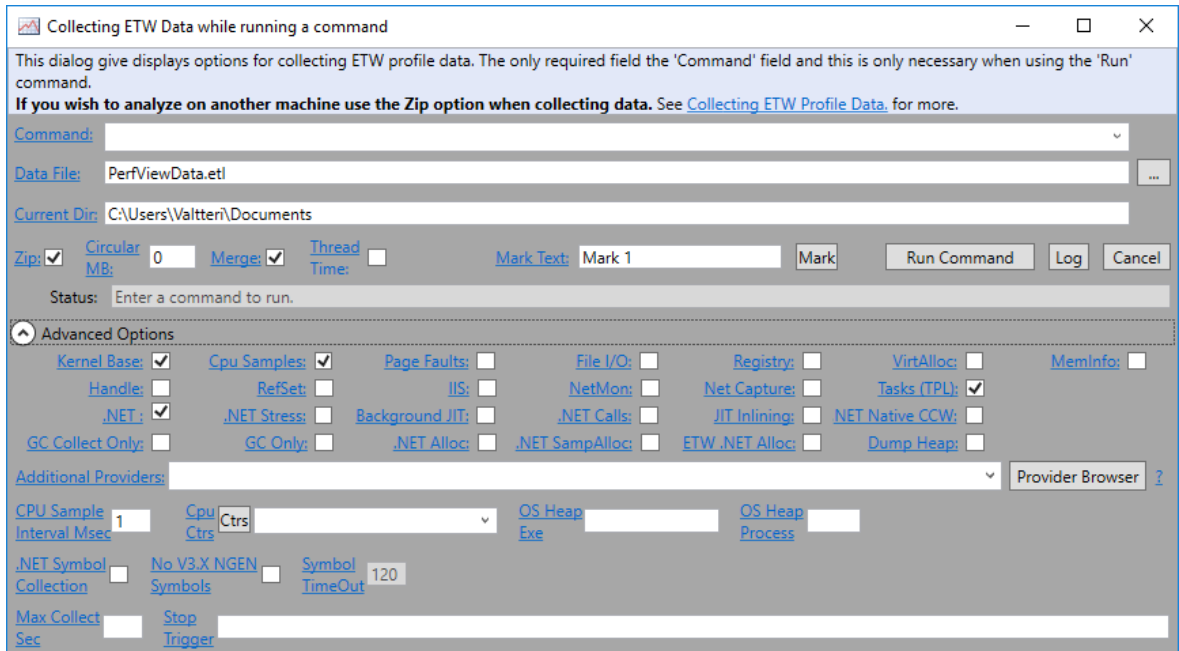 Collecting ETW Data while running a command
This dialog give displays options for collecting ETW profile data. The only required field the 'Command' field and this is only necessary when using the 'Run'
command.
If you wish to analyze on another machine use the Zip option when collecting data. See Collecting ETW Profile Data. for more.
Command:
Data File: PerfViewData.etl ...
Current Dir: C:\Users\Valtteri\Documents
Zip: Circular MB: 0 Merge: Thread Time: Mark Text: Mark 1 Mark Run Command Log Cancel
Status: Enter a command to run.
Advanced Options
Kernel Base: Cpu Samples: Page Faults: File I/O: Registry: VirtAlloc: MemInfo:
Handle: RefSet: IIS: NetMon: Net Capture: Tasks (TPL):
.NET : .NET Stress: Background JIT: .NET Calls: JIT Inlining: NET Native CCW:
GC Collect Only: GC Only: .NET Alloc: .NET SampAlloc: ETW .NET Alloc: Dump Heap:
Additional Providers: Provider Browser ?
CPU Sample Interval Msec 1 Cpu Ctrs Ctrs OS Heap Exe OS Heap Process
.NET Symbol Collection No V3.X NGEN Symbols Symbol TimeOut 120
Max Collect Sec Stop Trigger